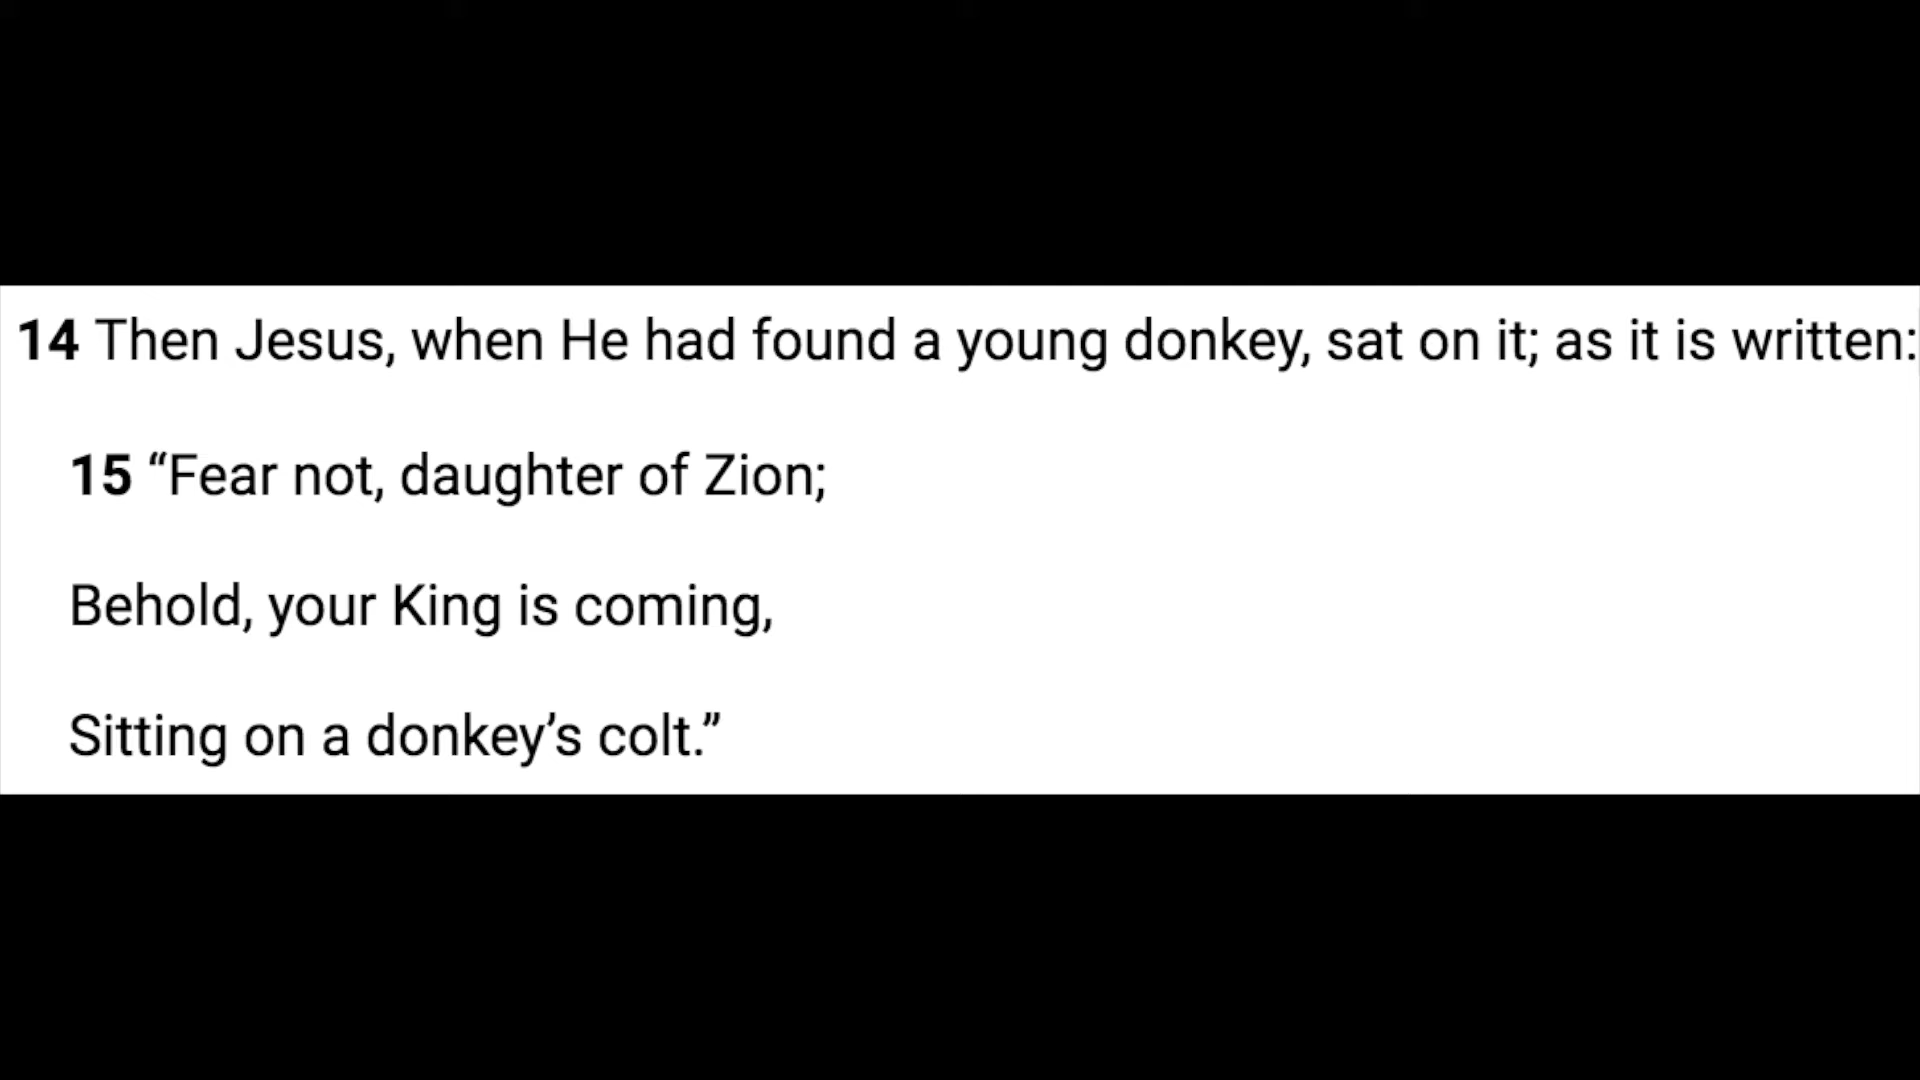 14 Then Jesus, when He had found a young donkey, sat on it; as it is written:
15 “Fear not, daughter of Zion;
Behold, your King is coming,
Sitting on a donkey’s colt.”